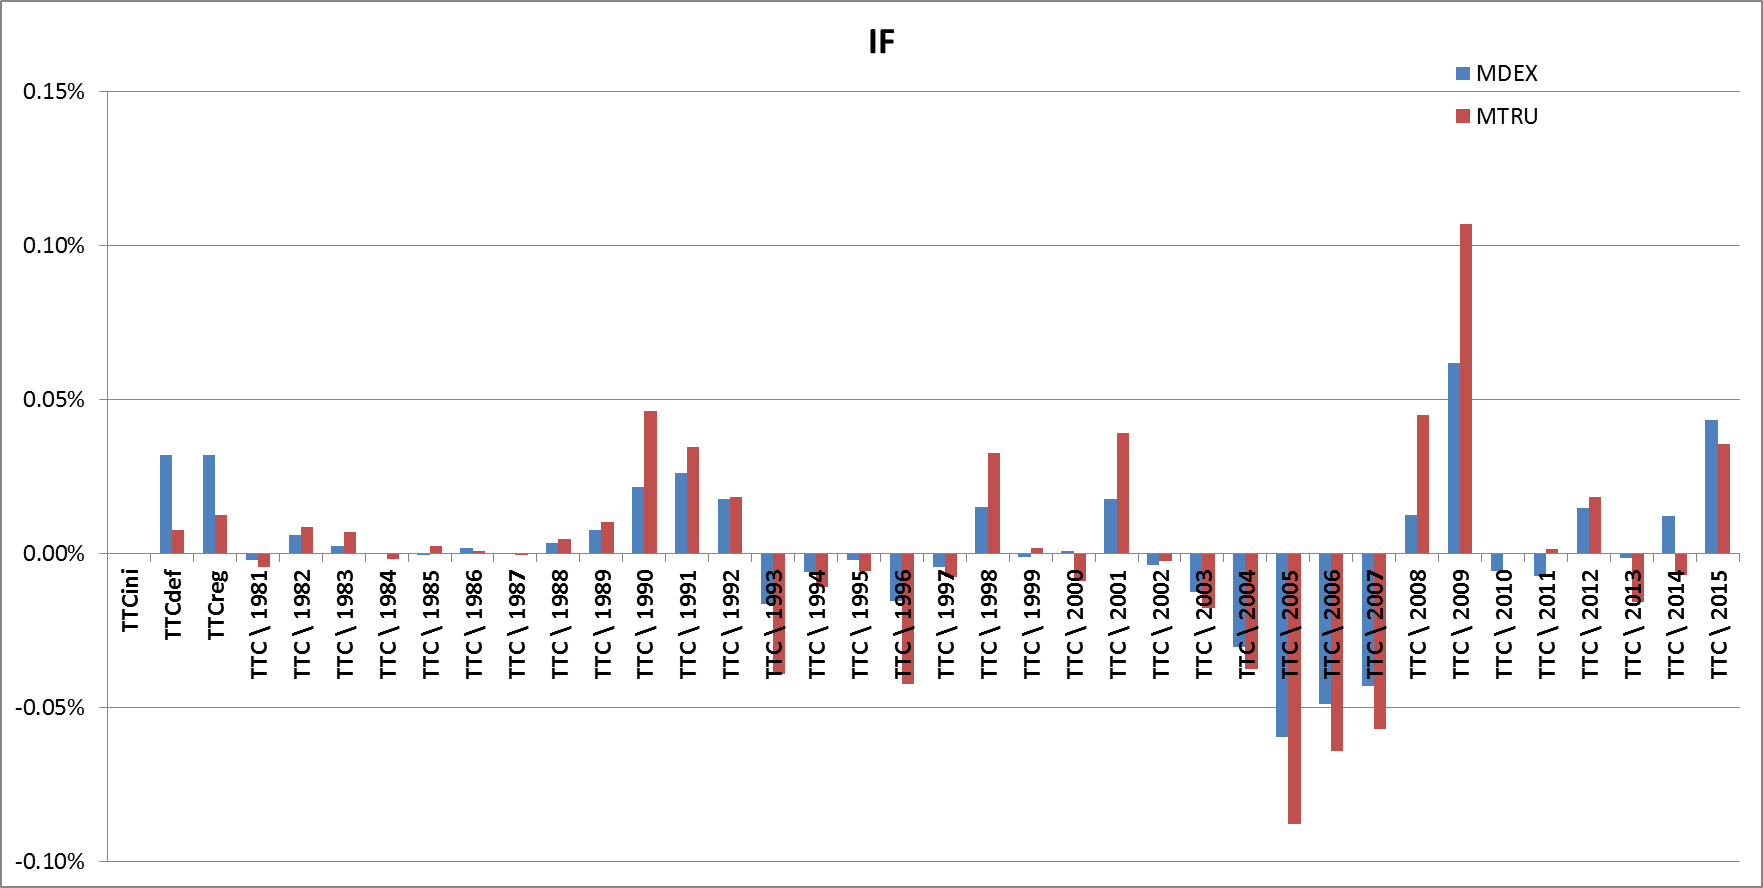 IF
MDEX
MTRU
0.15%
0.10%
0.05%
0.00%
-0.05%
-0.10%
TTCini
TTCdef
TTCreg
TTC \ 1981
TTC \ 1982
TTC \ 1983
TTC \ 1984
TTC \ 1985
TTC \ 1986
TTC \ 1987
TTC \ 1988
TTC \ 1989
TTC \ 1990
TTC \ 1991
TTC \ 1992
TTC \ 1993
TTC \ 1994
TTC \ 1995
TTC \ 1996
TTC \ 1997
TTC \ 1998
TTC \ 1999
TTC \ 2000
TTC \ 2001
TTC \ 2002
TTC \ 2003
TTC \ 2004
TTC \ 2005
TTC \ 2006
TTC \ 2007
TTC \ 2008
TTC \ 2009
TTC \ 2010
TTC \ 2011
TTC \ 2012
TTC \ 2013
TTC \ 2014
TTC \ 2015